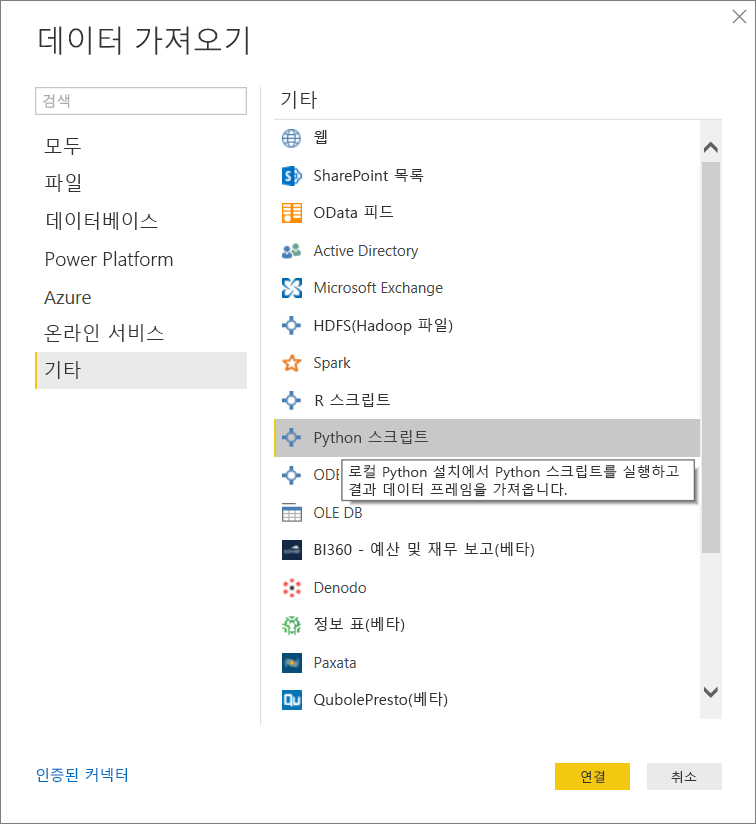 데이터 가져오기
검색
모두
파일
데이터베이스
Power Platform
Azure
온라인 서비스
기타
기타
웹
SharePoint 목록
OData 피드
Active Directory
Microsoft Exchange
HDFS(Hadoop 파일)
Spark
R 스크립트
Python 스크립트
로컬 Python 설치에서 Python 스크립트를 실행하고
결과 데이터 프레임을 가져옵니다.
OLE DB
BI360 - 예산 및 재무 보고(베타)
Denodo
정보 표(베타)
Paxata
QubolePresto(베타)
인증된 커넥터
연결
취소